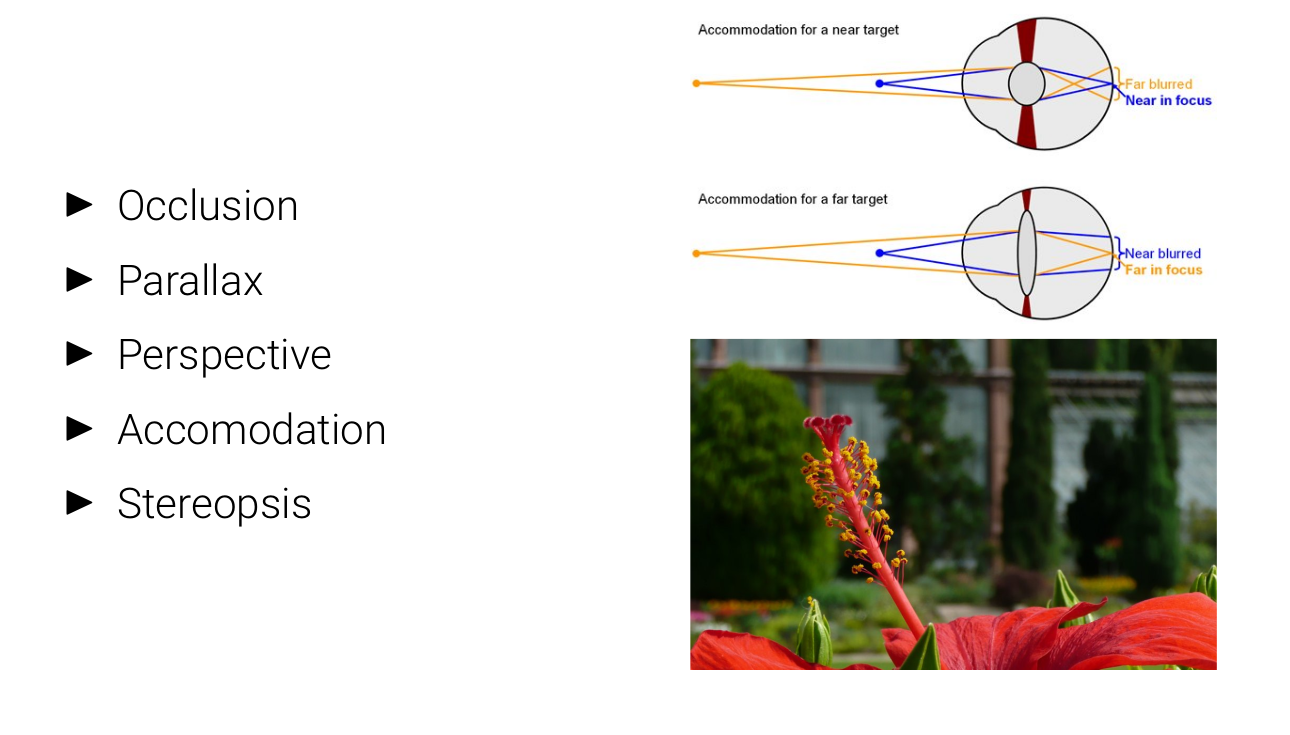 Occlusion
Parallax
Perspective
Accomodation
Stereopsis
Accommodation for a near target
Far blurred
Near in focus
Accommodation for a far target
Near blurred
Far in focus